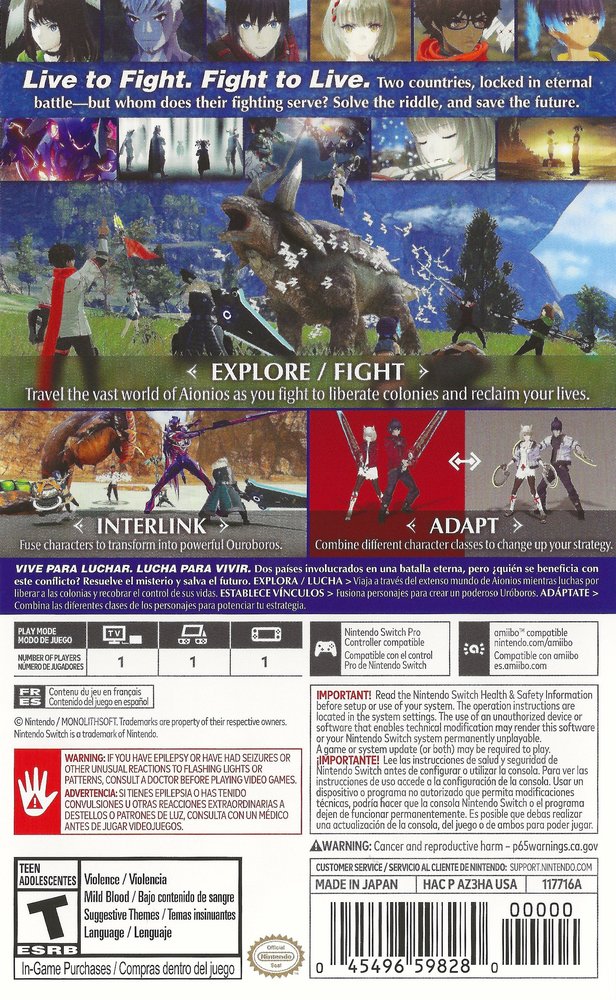 Live to Fight. Fight to Live. Two countries, locked in eternal
battle—but whom does their fighting serve? Solve the riddle, and save the future.
EXPLORE / FIGHT
Travel the vast world of Aionios as you fight to liberate colonies and reclaim your lives.
INTERLINK
Fuse characters to transform into powerful Ouroboros.
ADAPT
Combine different character classes to change up your strategy.
VIVE PARA LUCHAR. LUCHA PARA VIVIR. Dos países involucrados en una batalla eterna, pero ¿quién se beneficia con
este conflicto? Resuelve el misterio y salva el futuro. EXPLORA / LUCHA > Viaja a través del extenso mundo de Aionios mientras luchas por
liberar a las colonias y recobrar el control de sus vidas. ESTABLECE VÍNCULOS > Fusiona personajes para crear un poderoso Uróboros. ADÁPTATE >
Combina las diferentes clases de los personajes para potenciar tu estrategia.
PLAY MODE
MODO DE JUEGO
TV
NUMBER OF PLAYERS
NÚMERO DE JUGADORES
1
1
1
Nintendo Switch Pro
Controller compatible
Compatible con el control
Pro de Nintendo Switch
amiibo™ compatible
nintendo.com/amiibo
Compatible con amiibo
es.amiibo.com
FR
ES
Contenu du jeu en français
Contenido del juego en español
© Nintendo / MONOLITHSOFT. Trademarks are property of their respective owners.
Nintendo Switch is a trademark of Nintendo.
WARNING: IF YOU HAVE EPILEPSY OR HAVE HAD SEIZURES OR
OTHER UNUSUAL REACTIONS TO FLASHING LIGHTS OR
PATTERNS, CONSULT A DOCTOR BEFORE PLAYING VIDEO GAMES.
ADVERTENCIA: SI TIENES EPILEPSIA O HAS TENIDO
CONVULSIONES U OTRAS REACCIONES EXTRAORDINARIAS A
DESTELLOS O PATRONES DE LUZ, CONSULTA CON UN MÉDICO
ANTES DE JUGAR VIDEOJUEGOS.
IMPORTANT! Read the Nintendo Switch Health & Safety Information
before setup or use of your system. The operation instructions are
located in the system settings. The use of an unauthorized device or
software that enables technical modification may render this software
or your Nintendo Switch system permanently unplayable.
A game or system update (or both) may be required to play.
¡IMPORTANTE! Lee las instrucciones de salud y seguridad de
Nintendo Switch antes de configurar o utilizar la consola. Para ver las
instrucciones de uso accede a la configuración de la consola. Usar un
dispositivo o programa no autorizado que permita modificaciones
técnicas, podría hacer que la consola Nintendo Switch o el programa
dejen de funcionar permanentemente. Es posible que debas realizar
una actualización de la consola, del juego o de ambos para poder jugar.
WARNING: Cancer and reproductive harm – p65warnings.ca.gov
CUSTOMER SERVICE / SERVICIO AL CLIENTE DE NINTENDO: SUPPORT.NINTENDO.COM
MADE IN JAPAN
HAC P AZ3HA USA
117716A
TEEN
ADOLESCENTES
T
ESRB
Violence / Violencia
Mild Blood / Bajo contenido de sangre
Suggestive Themes / Temas insinuantes
Language / Lenguaje
In-Game Purchases / Compras dentro del juego
Official
Nintendo
Seal
00000
0 45496 59828 0